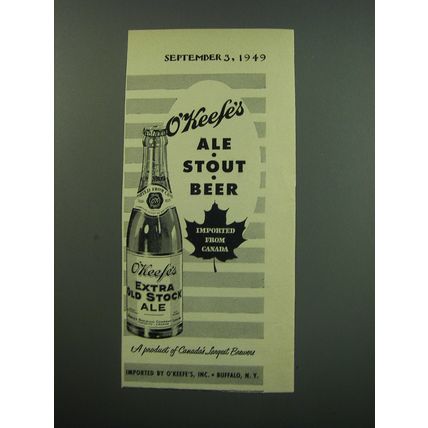 SEPTEMBER 3, 1949
O'Keefe's
ALE
•
STOUT
•
BEER
IMPORTED
FROM
CANADA
O'Keefe's
EXTRA
OLD STOCK
ALE
A product of Canada's Largest Brewers
IMPORTED BY O'KEEFE'S, INC. • BUFFALO, N. Y.